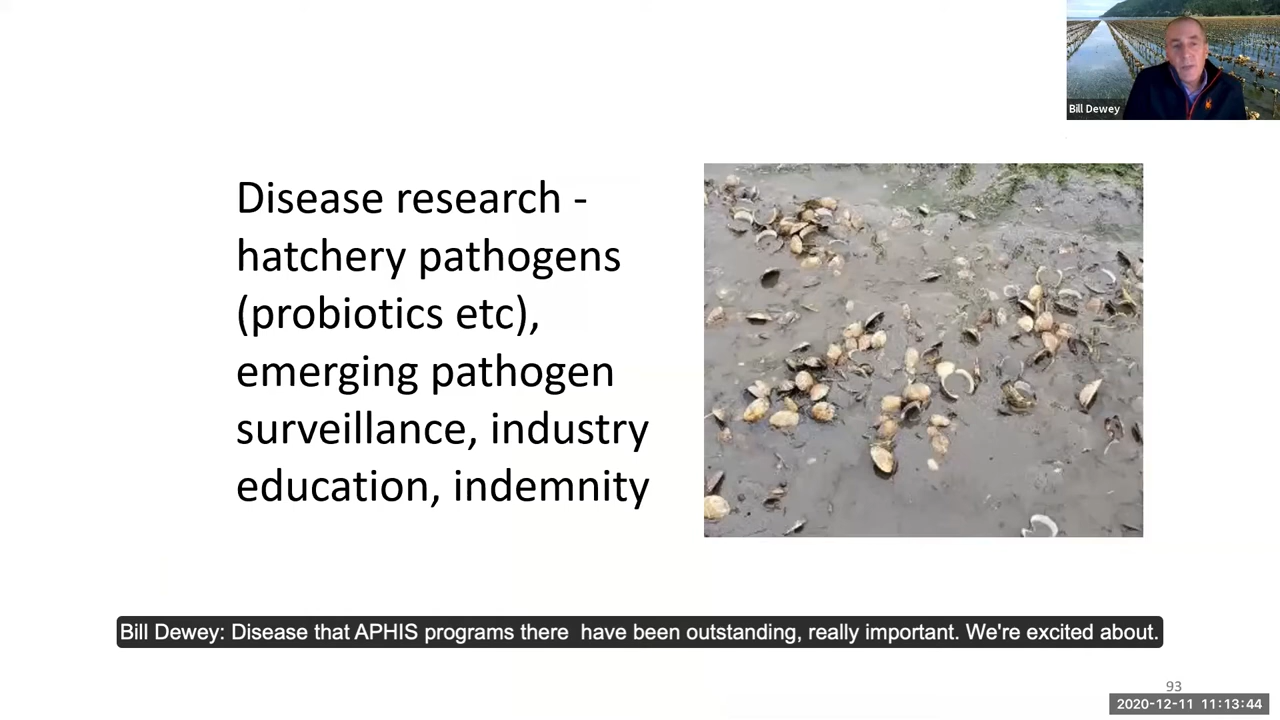 Bill Dewey
Disease research -
hatchery pathogens
(probiotics etc),
emerging pathogen
surveillance, industry
education, indemnity
Bill Dewey: Disease that APHIS programs there  have been outstanding, really important. We're excited about.
93
2020-12-11 11:13:44